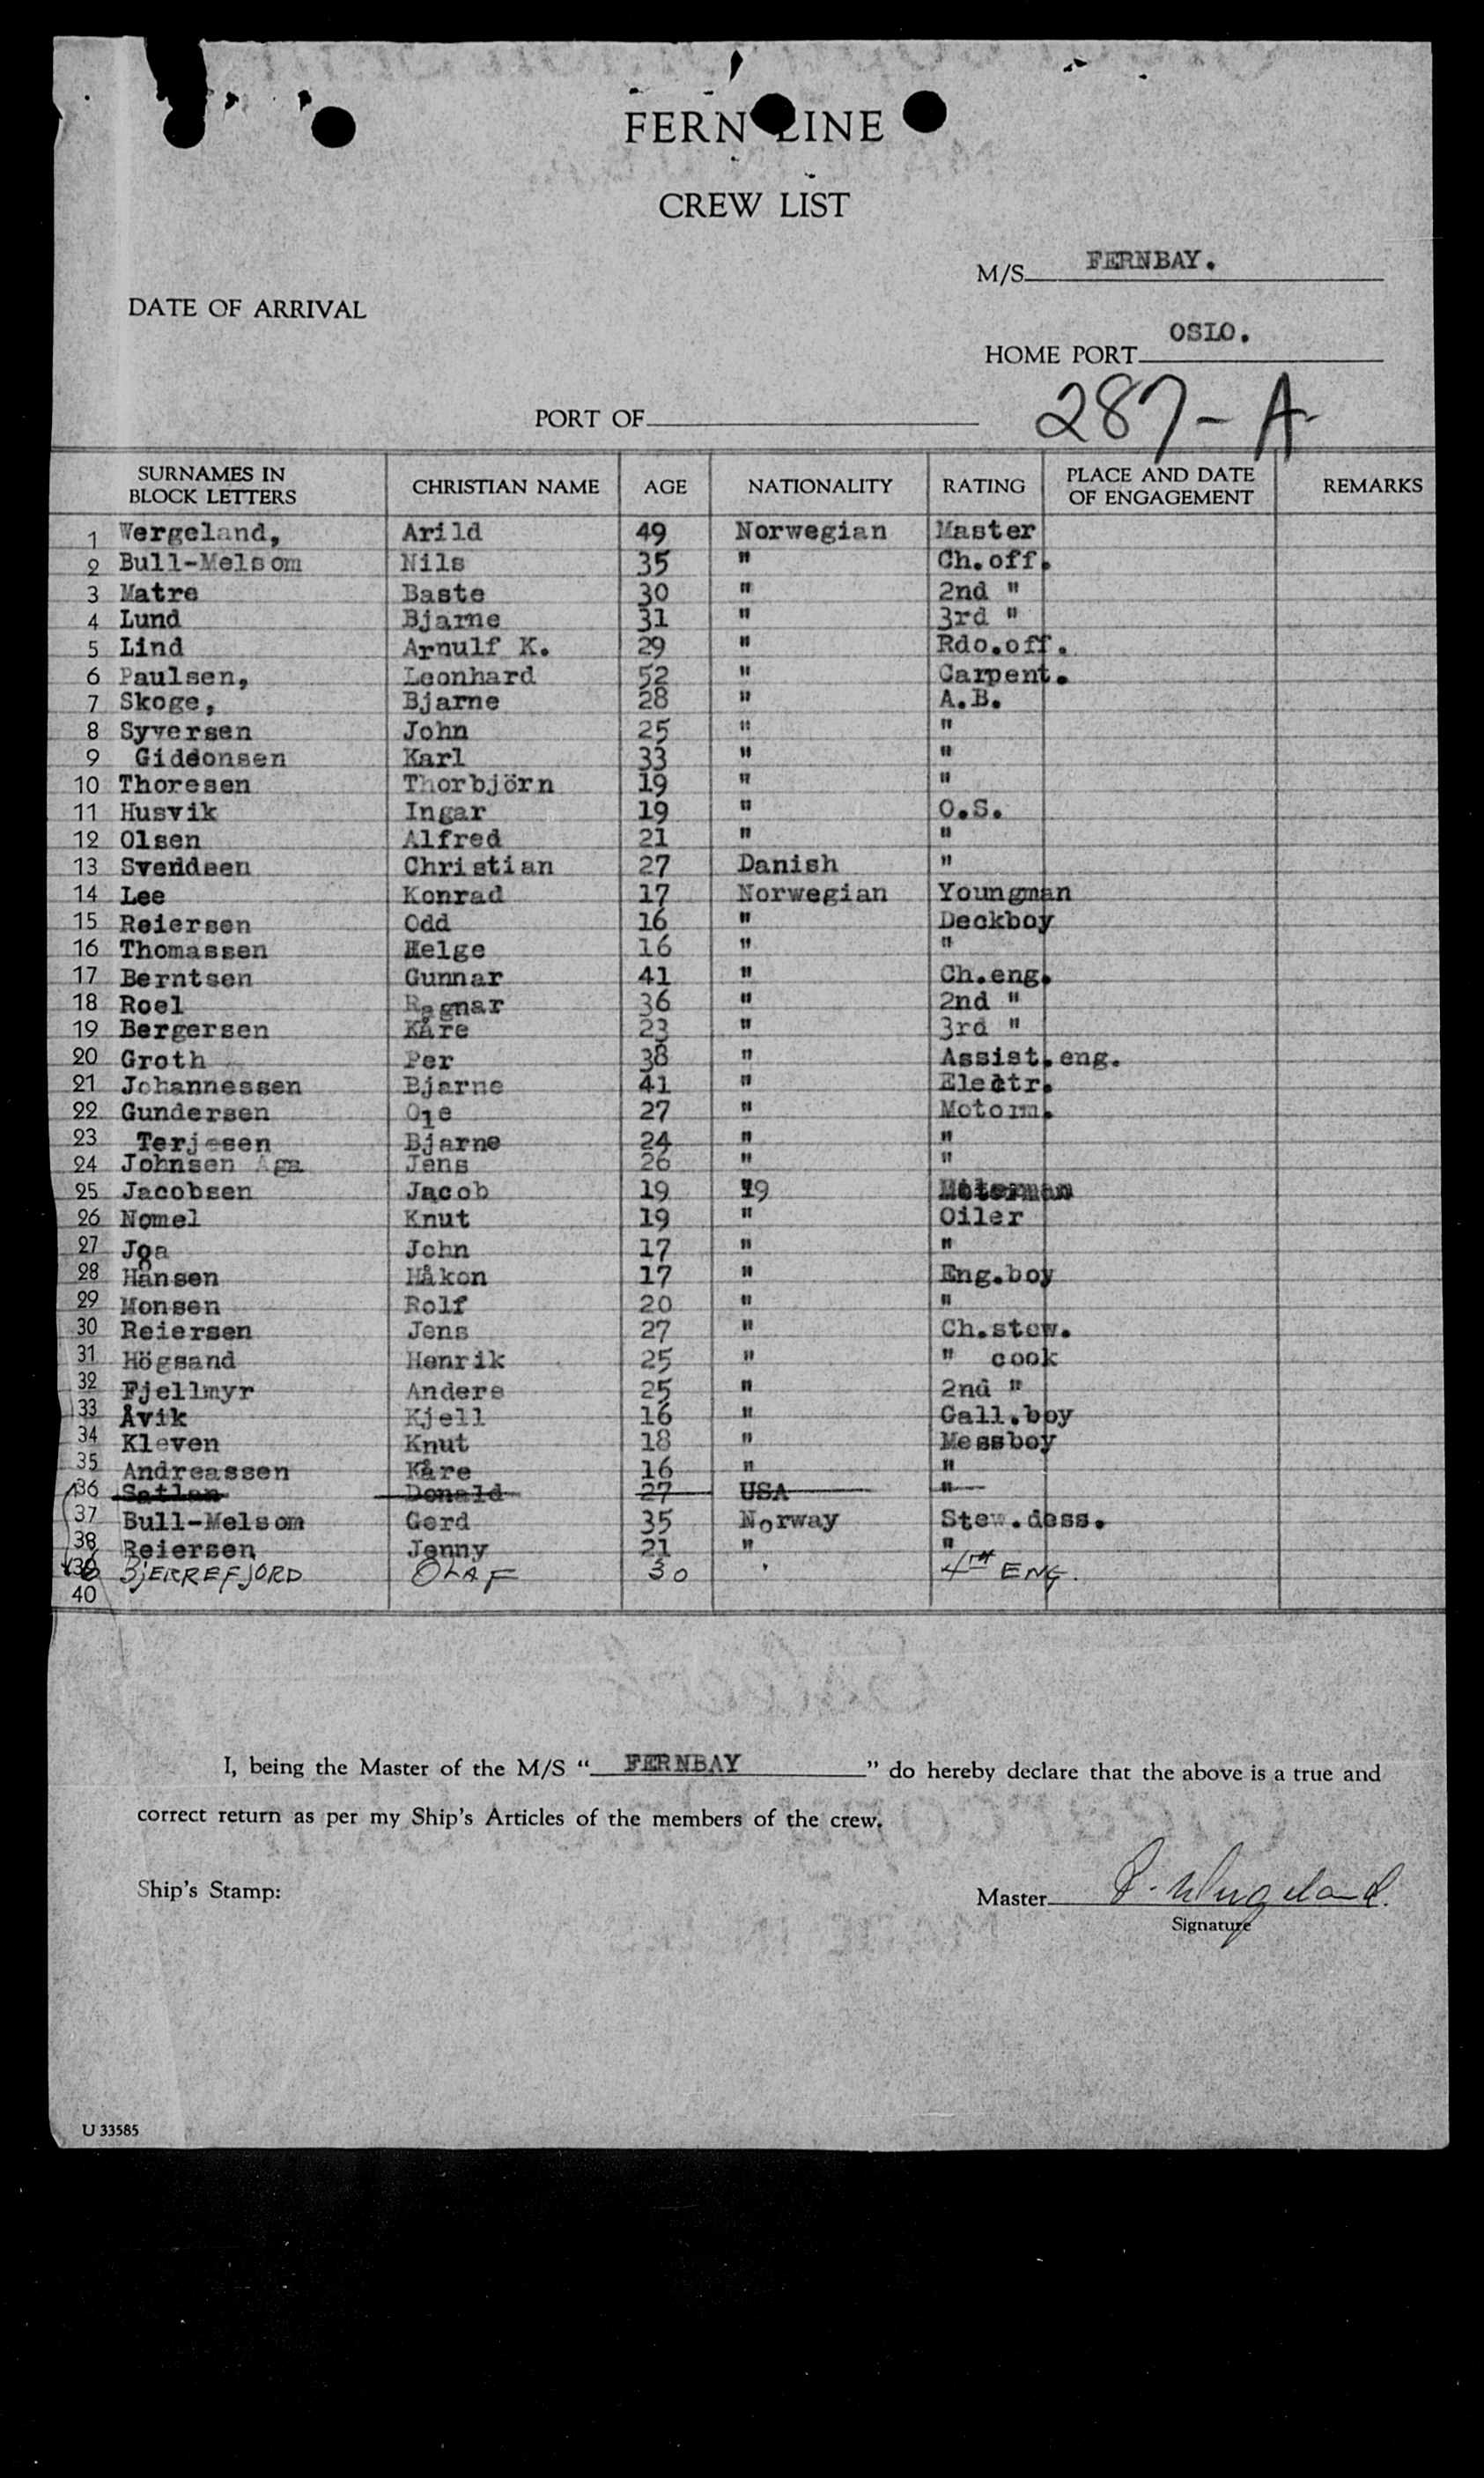 FERN LINE
CREW LIST
M/S FERNBAY.
DATE OF ARRIVAL
HOME PORT OSLO.
287-A
PORT OF
SURNAMES IN BLOCK LETTERS CHRISTIAN NAME AGE NATIONALITY RATING PLACE AND DATE OF ENGAGEMENT REMARKS
1 Wergeland, Arild 49 Norwegian Master
2 Bull-Melsom Nils 35 " Ch.off.
3 Matre Baste 30 " 2nd "
4 Lund Bjarne 31 " 3rd "
5 Lind Arnulf K. 29 " Rdo.off.
6 Paulsen, Leonhard 52 " Carpent.
7 Skoge, Bjarne 28 " A.B.
8 Syversen John 25 " "
9 Giddonsen Karl 33 " "
10 Thoresen Thorbjörn 19 " "
11 Husvik Ingar 19 " O.S.
12 Olsen Alfred 21 " "
13 Svendsen Christian 27 Danish "
14 Lee Konrad 17 Norwegian Youngman
15 Reiersen Odd 16 " Deckboy
16 Thomassen Helge 16 " "
17 Berntsen Gunnar 41 " Ch.eng.
18 Roel Ragnar 36 " 2nd "
19 Bergersen Kåre 23 " 3rd "
20 Groth Per 38 " Assist.eng.
21 Johannessen Bjarne 41 " Electr.
22 Gundersen Ole 27 " Motorm.
23 Terjesen Bjarne 24 " "
24 Johnsen Aga Jens 26 " "
25 Jacobsen Jacob 19 19
26 Nomel Knut 19 " Oiler
27 Joa John 17 " "
28 Hansen Håkon 17 " Eng.boy
29 Monsen Rolf 20 " "
30 Reiersen Jens 27 " Ch.stew.
31 Högsand Henrik 25 " " cook
32 Fjellmyr Anders 25 " 2nd "
33 Åvik Kjell 16 " Gall.boy
34 Kleven Knut 18 " Messboy
35 Andreassen Kåre 16 " "
36 Satlan Donald 27 USA "
37 Bull-Melsom Gerd 35 Norway Stew.dess.
38 Reiersen Jenny 21 " "
36 BJERREFJORD OLAF 30 " 4TH ENG.
40
I, being the Master of the M/S " FERNBAY " do hereby declare that the above is a true and
correct return as per my Ship's Articles of the members of the crew.
Ship's Stamp:
Master A. Wergeland.
Signature
U 33585